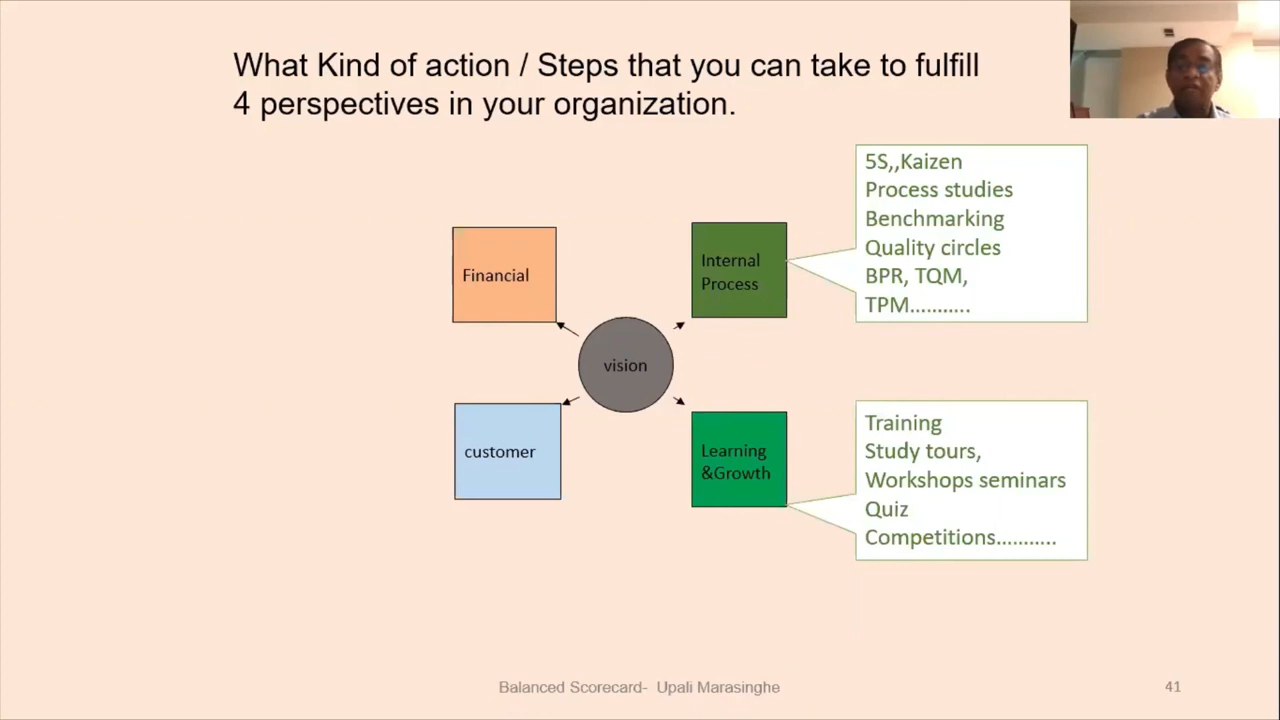 What Kind of action / Steps that you can take to fulfill
4 perspectives in your organization.
5S,,Kaizen
Process studies
Benchmarking
Quality circles
BPR, TQM,
TPM...........
Financial
Internal
Process
vision
customer
Learning
&Growth
Training
Study tours,
Workshops seminars
Quiz
Competitions...........
Balanced Scorecard- Upali Marasinghe
41